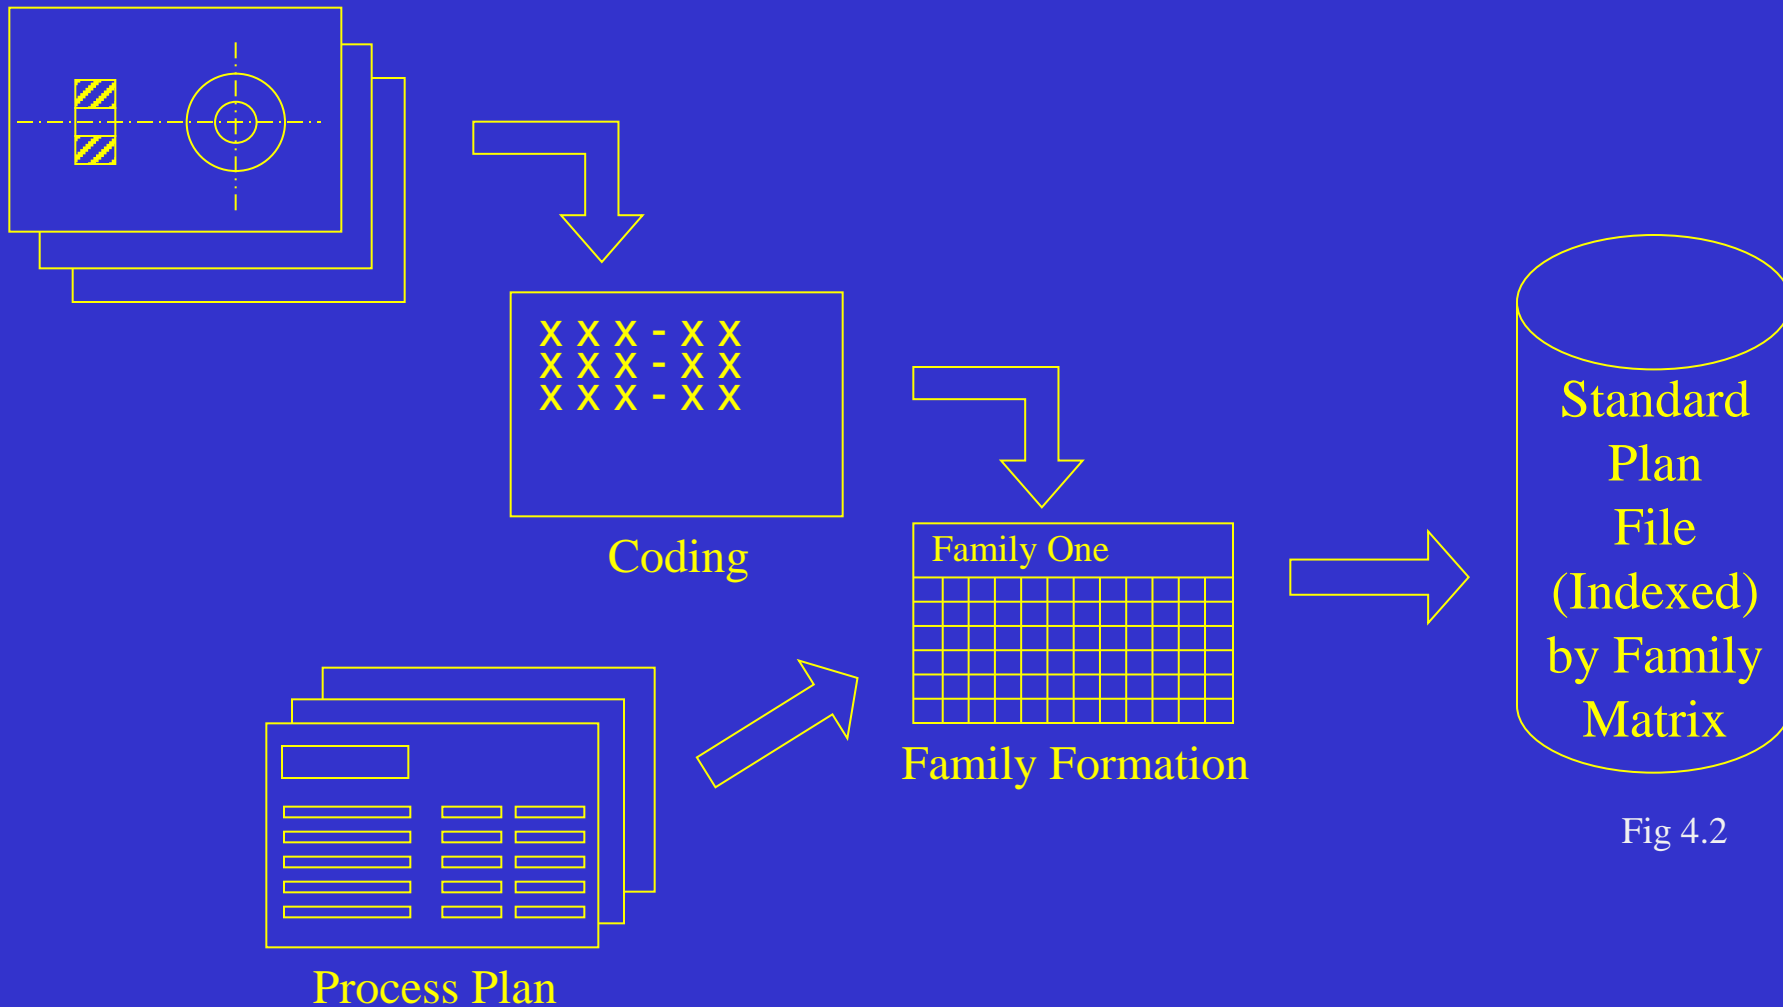 X X X - X X
X X X - X X
X X X - X X
Coding
Family One
Family Formation
Process Plan
Standard
Plan
File
(Indexed)
by Family
Matrix
Fig 4.2